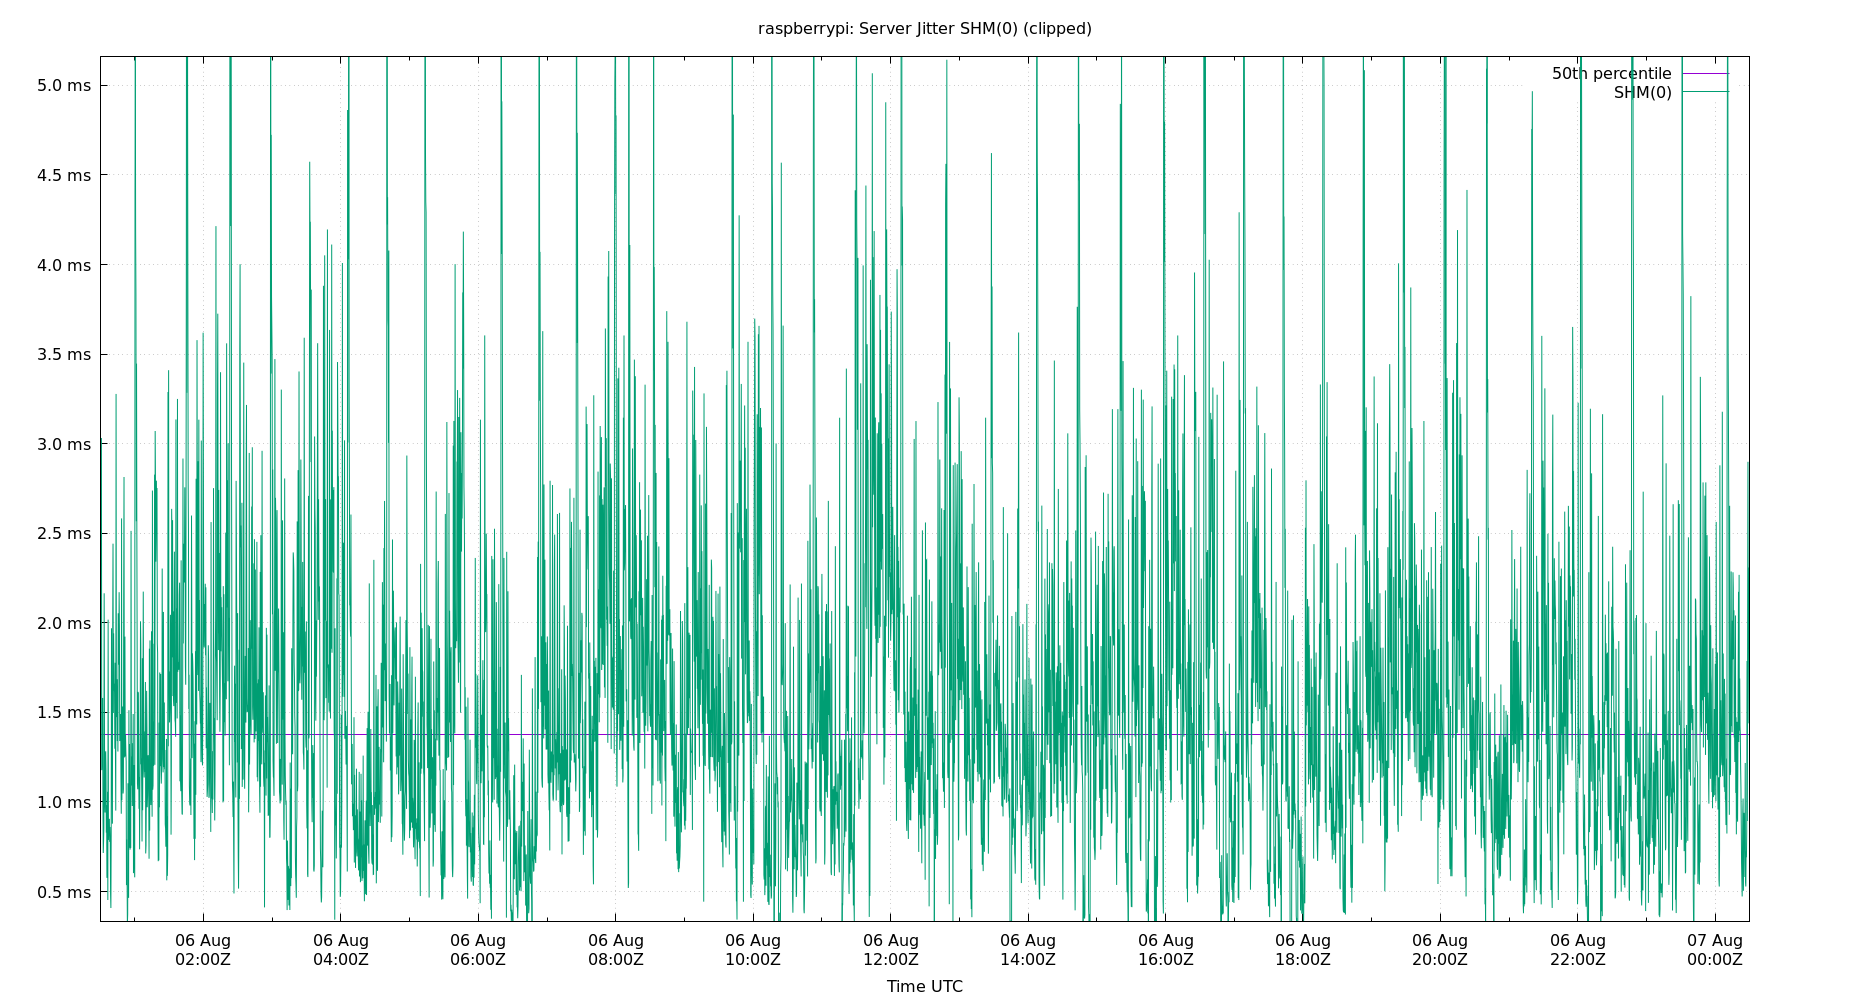 raspberrypi: Server Jitter SHM(0) (clipped)
50th percentile
SHM(0)
5.0 ms
4.5 ms
4.0 ms
3.5 ms
3.0 ms
2.5 ms
2.0 ms
1.5 ms
1.0 ms
0.5 ms
06 Aug 06 Aug 06 Aug 06 Aug 06 Aug 06 Aug 06 Aug 06 Aug 06 Aug 06 Aug 06 Aug 07 Aug
02:00Z 04:00Z 06:00Z 08:00Z 10:00Z 12:00Z 14:00Z 16:00Z 18:00Z 20:00Z 22:00Z 00:00Z
Time UTC